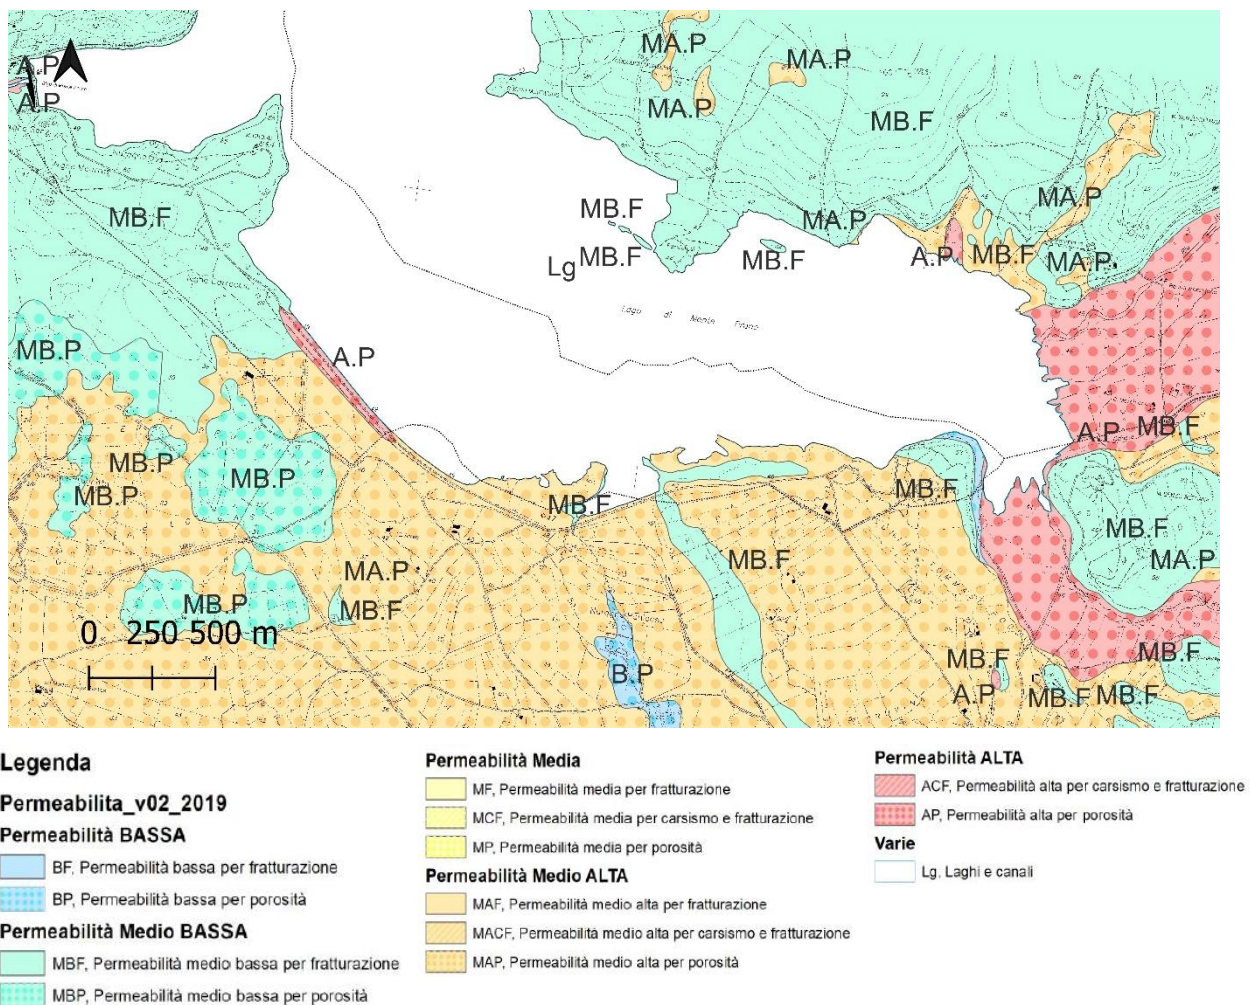 MA.P
MA.P
A.P
MA.P
A.P
MB.F
MA.P
MB.F
MB.F
MA.P
MB.F
MB.F
A.P
MB.F
MA.P
Lg
Lago di Monte Pruno
MB.P
A.P
A.P
MB.F
MB.P
MB.P
MB.P
MB.F
MB.F
MB.F
MB.F
MA.P
MA.P
MB.P
MB.F
0 250 500 m
MB.F
MB.F
B.P
A.P
MB.F
MB.F
Legenda
Permeabilita_v02_2019
Permeabilità BASSA
BF, Permeabilità bassa per fratturazione
BP, Permeabilità bassa per porosità
Permeabilità Medio BASSA
MBF, Permeabilità medio bassa per fratturazione
MBP, Permeabilità medio bassa per porosità
Permeabilità Media
MF, Permeabilità media per fratturazione
MCF, Permeabilità media per carsismo e fratturazione
MP, Permeabilità media per porosità
Permeabilità Medio ALTA
MAF, Permeabilità medio alta per fratturazione
MACF, Permeabilità medio alta per carsismo e fratturazione
MAP, Permeabilità medio alta per porosità
Permeabilità ALTA
ACF, Permeabilità alta per carsismo e fratturazione
AP, Permeabilità alta per porosità
Varie
Lg, Laghi e canali